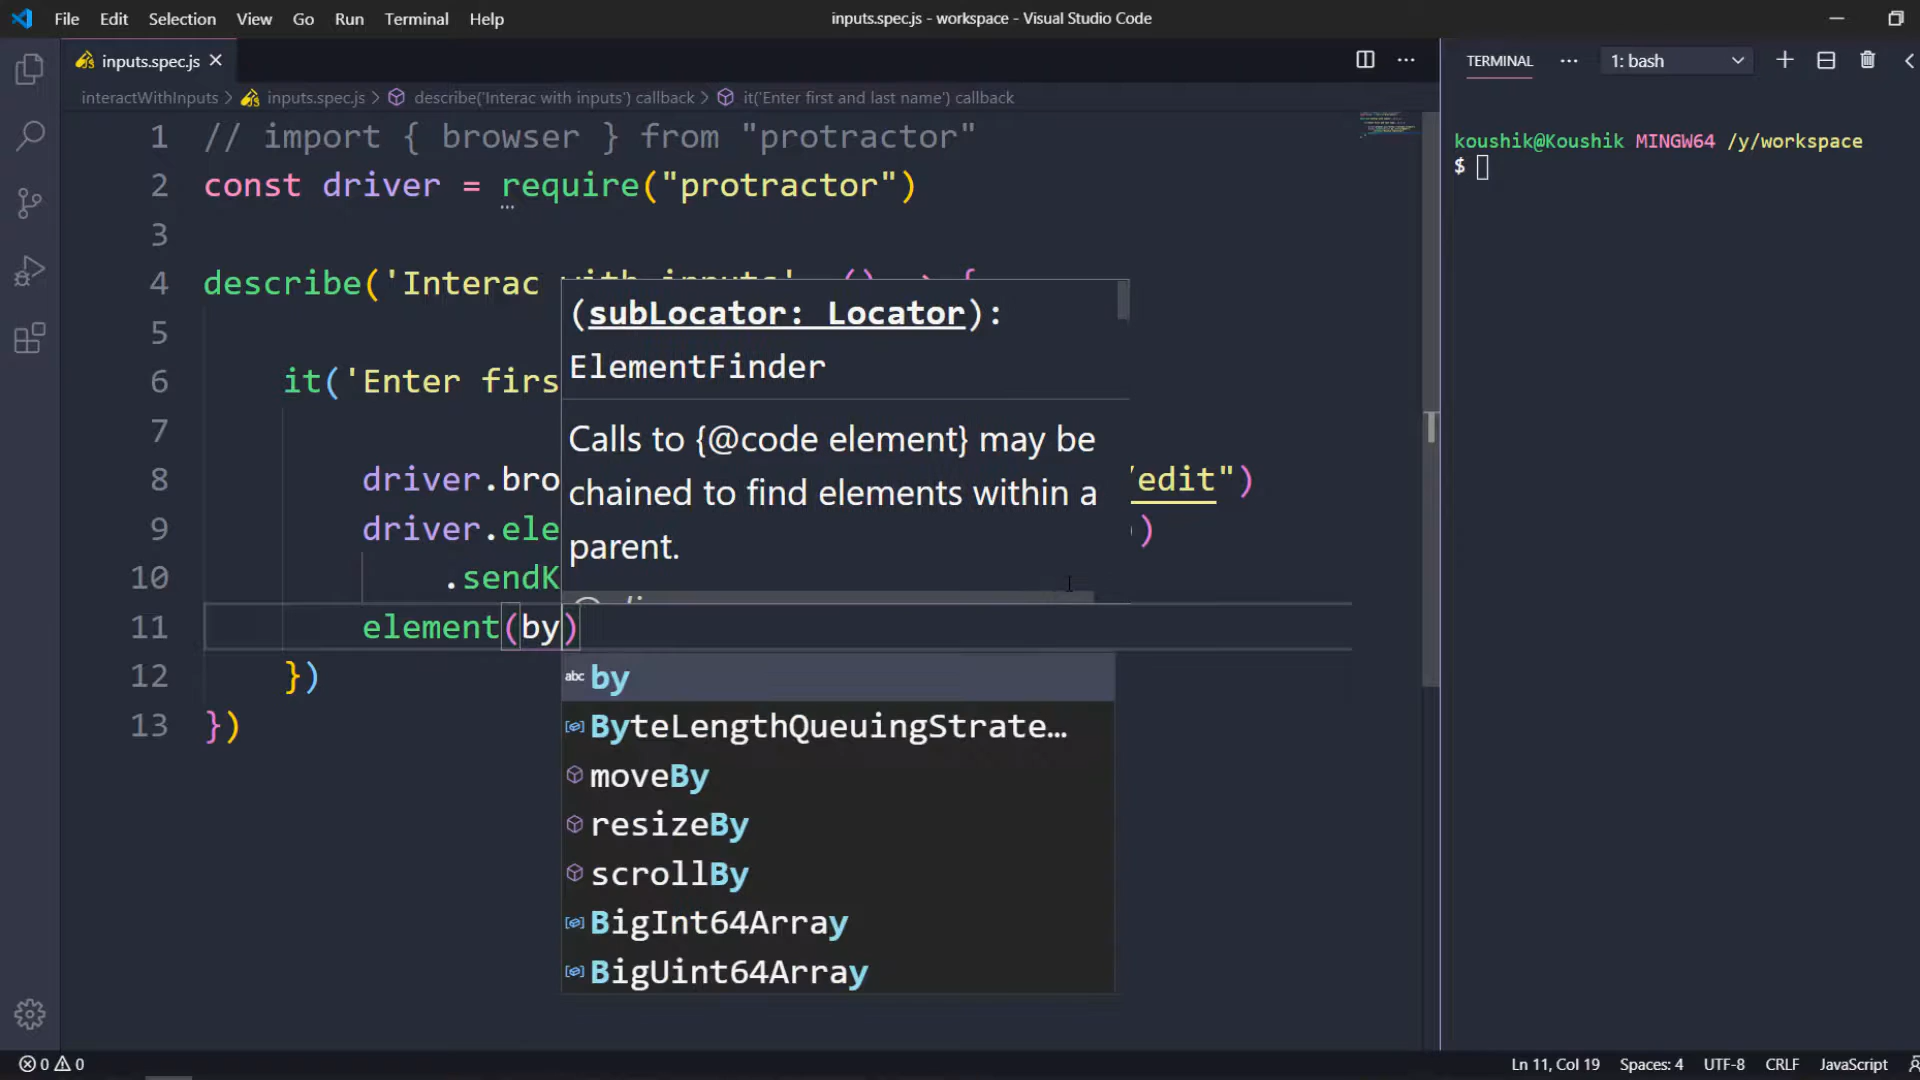 File Edit Selection View Go Run Terminal Help
inputs.spec.js - workspace - Visual Studio Code
inputs.spec.js
interactWithInputs > inputs.spec.js > describe('Interac with inputs') callback > it('Enter first and last name') callback
1 // import { browser } from "protractor"
2 const driver = require("protractor")
3
4 describe('Interac with inputs', () => {
5
6 it('Enter firs
7
8 driver.bro /edit")
9 driver.ele )
10 .sendK
11 element(by)
12 })
13 })
(subLocator: Locator):
ElementFinder
Calls to {@code element} may be
chained to find elements within a
parent.
abc by
ByteLengthQueuingStrate…
moveBy
resizeBy
scrollBy
BigInt64Array
BigUint64Array
TERMINAL
1: bash
koushik@Koushik MINGW64 /y/workspace
$
0 0
Ln 11, Col 19 Spaces: 4 UTF-8 CRLF JavaScript